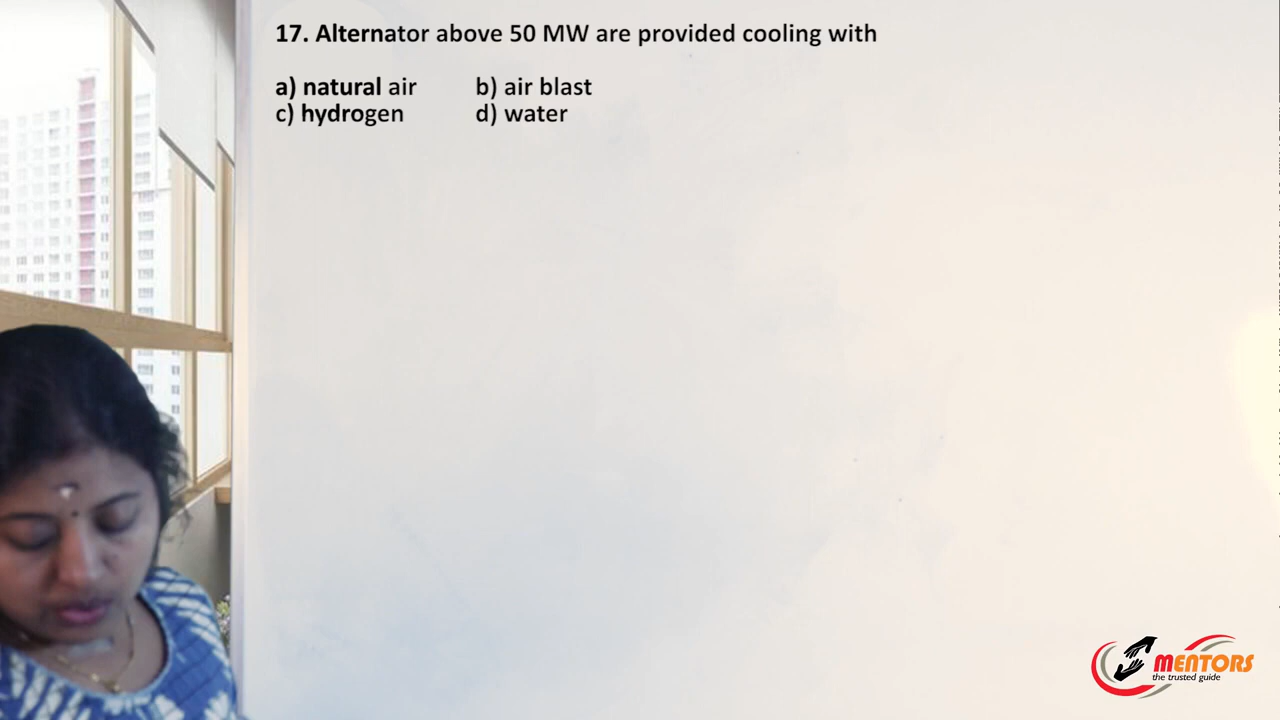 17. Alternator above 50 MW are provided cooling with
a) natural air b) air blast
c) hydrogen d) water
MENTORS
the trusted guide